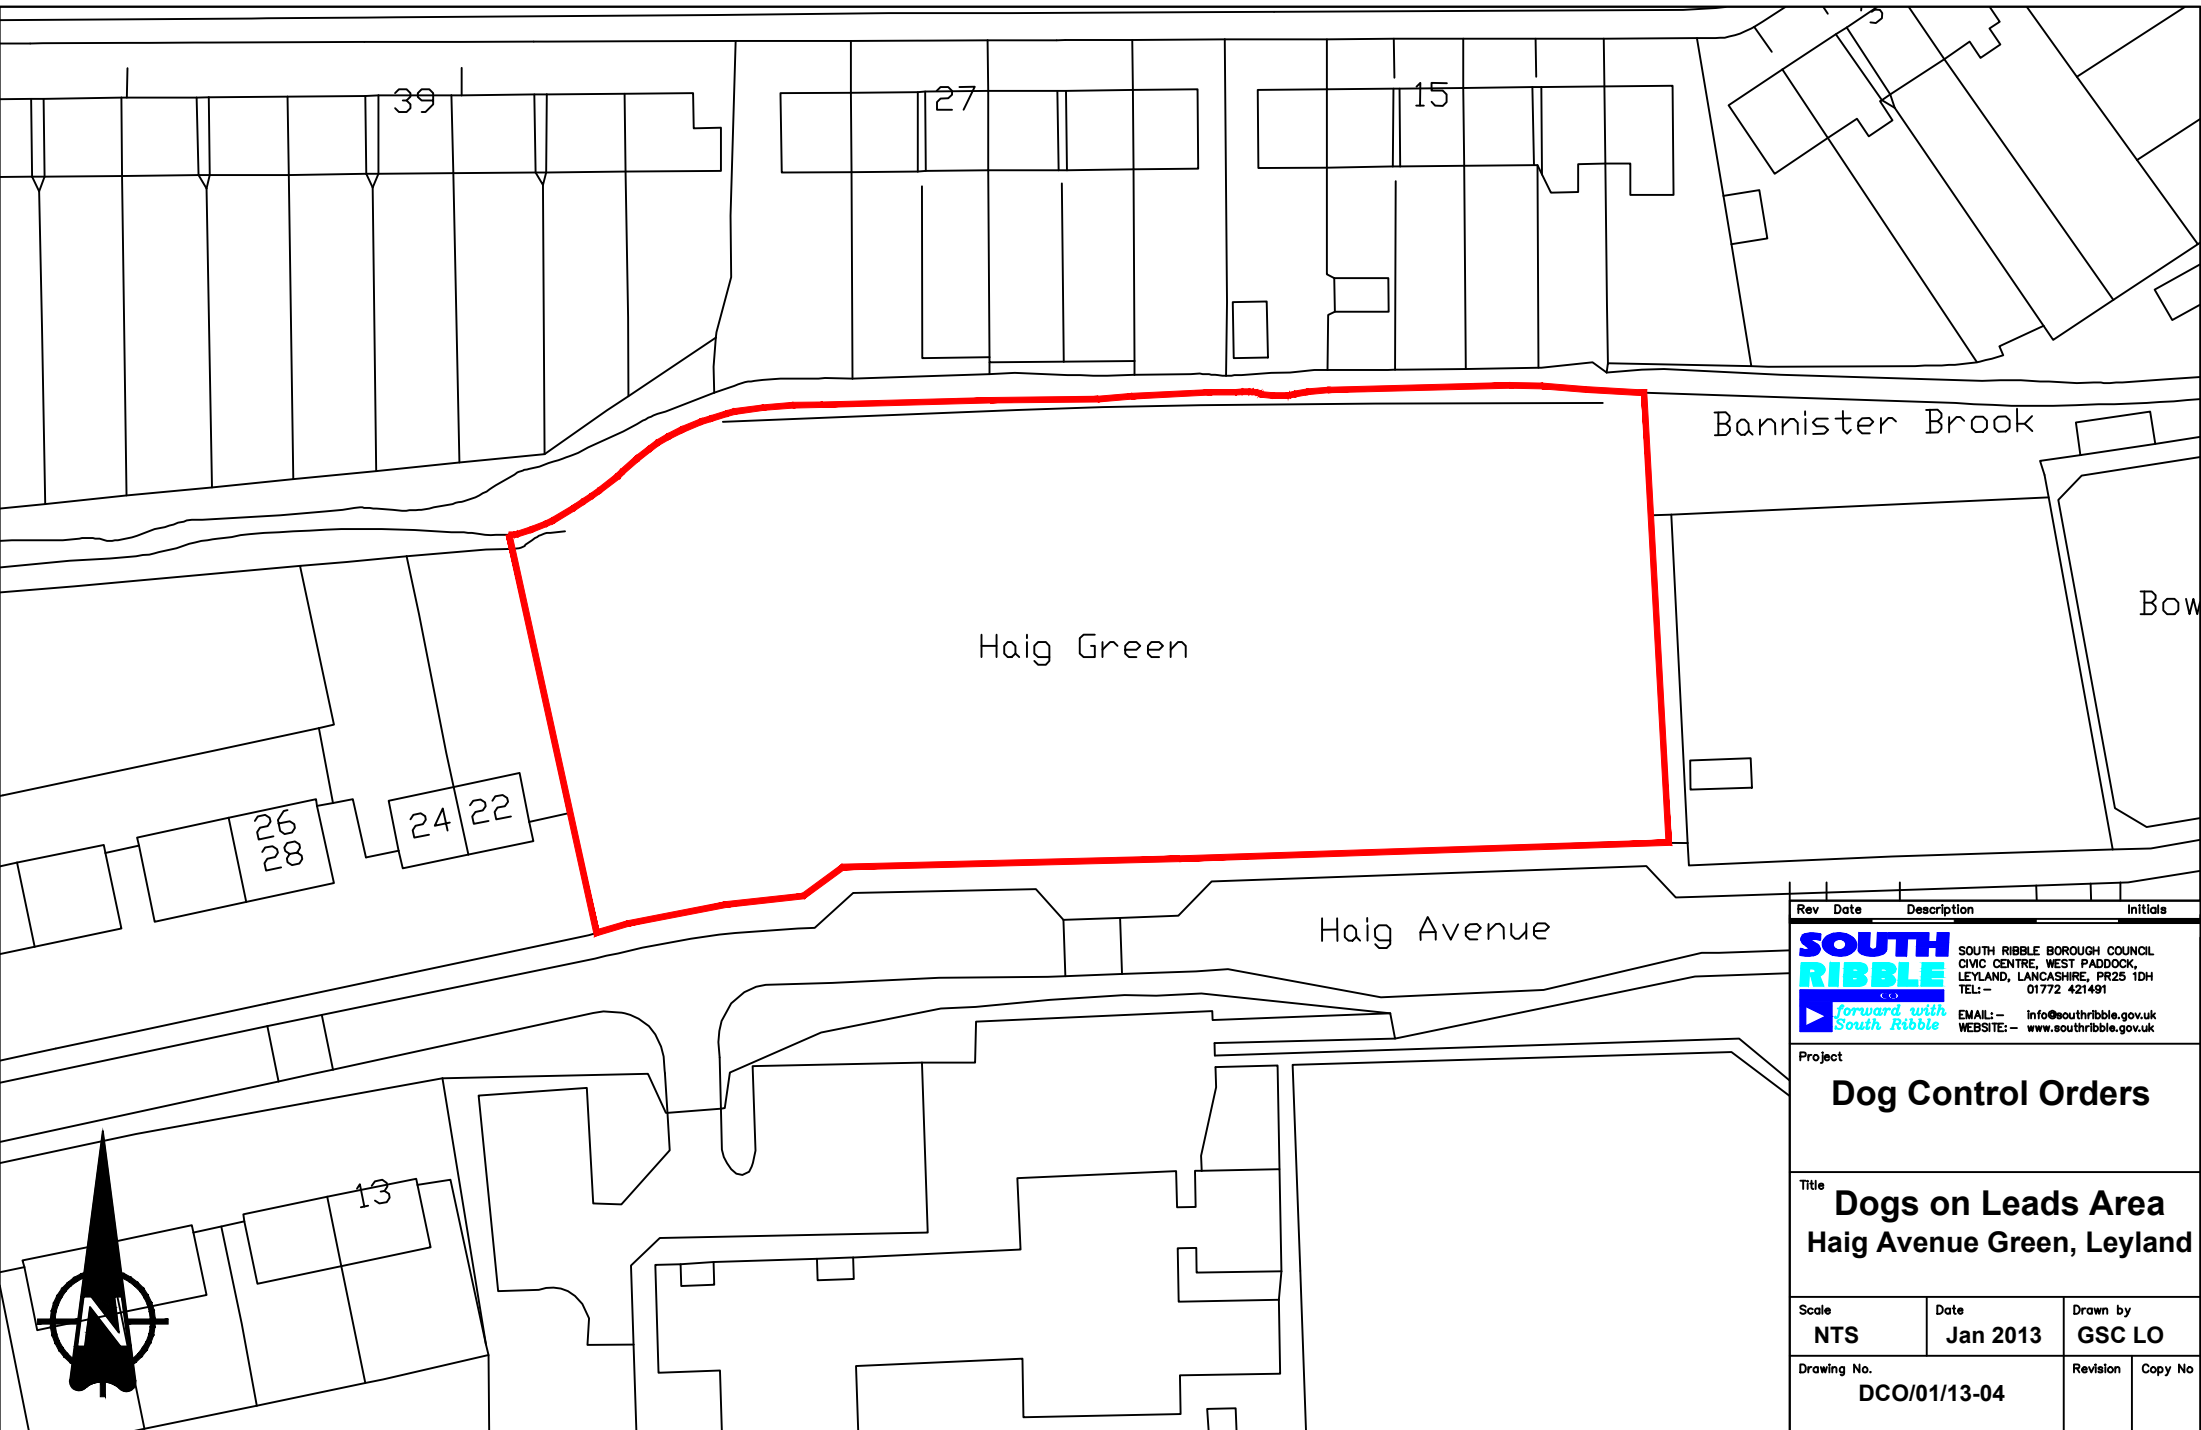 39
27
15
Bannister Brook
Bow
Haig Green
26
28
24
22
Haig Avenue
13
N
Rev Date Description Initials
SOUTH
RIBBLE
forward with
South Ribble
SOUTH RIBBLE BOROUGH COUNCIL
CIVIC CENTRE, WEST PADDOCK,
LEYLAND, LANCASHIRE, PR25 1DH
TEL:- 01772 421491
EMAIL:- info@southribble.gov.uk
WEBSITE:- www.southribble.gov.uk
Project
Dog Control Orders
Title
Dogs on Leads Area
Haig Avenue Green, Leyland
Scale
NTS
Date
Jan 2013
Drawn by
GSC LO
Drawing No.
DCO/01/13-04
Revision
Copy No